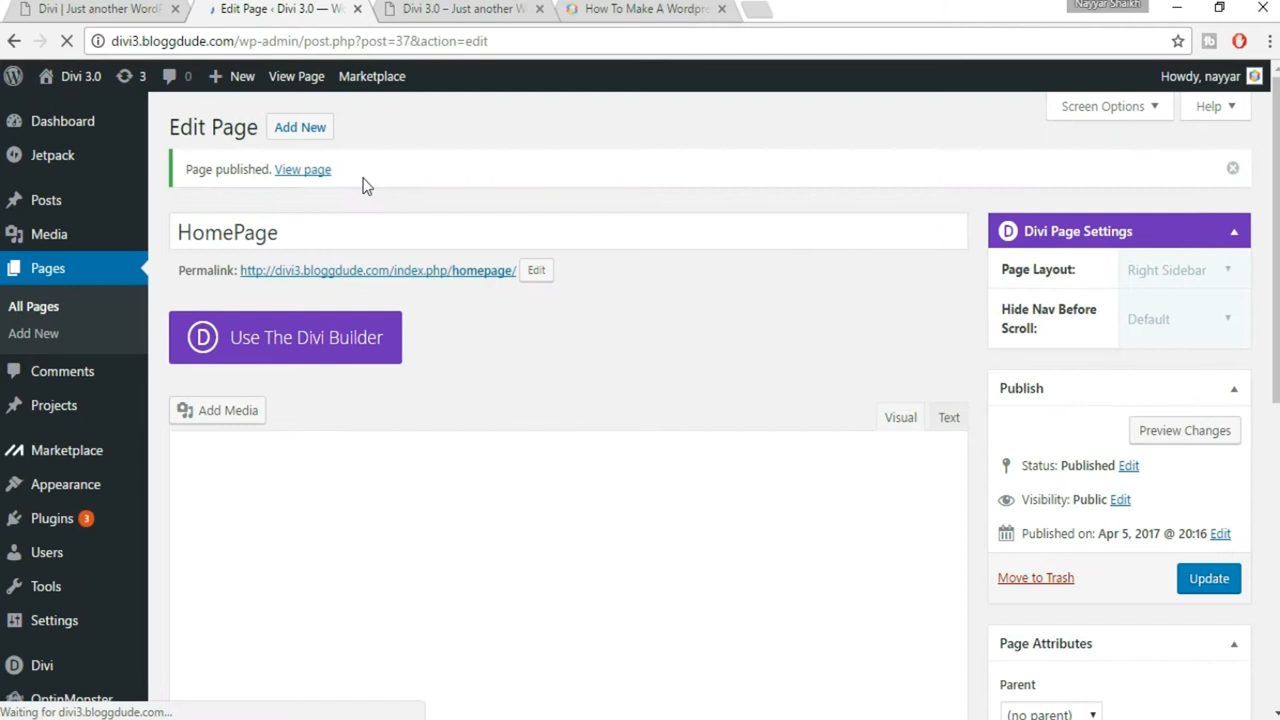 Divi | Just another WordP
Edit Page ‹ Divi 3.0 — Wo
Divi 3.0 – Just another W
How To Make A Wordpre
Nayyar Shaikh
divi3.bloggdude.com/wp-admin/post.php?post=37&action=edit
Divi 3.0
3
0
New
View Page
Marketplace
Howdy, nayyar
Dashboard
Jetpack
Posts
Media
Pages
All Pages
Add New
Comments
Projects
Marketplace
Appearance
Plugins 3
Users
Tools
Settings
Divi
OptinMonster
Screen Options
Help
Edit Page
Add New
Page published. View page
HomePage
Permalink: http://divi3.bloggdude.com/index.php/homepage/
Edit
D Use The Divi Builder
Add Media
Visual
Text
D Divi Page Settings
Page Layout:
Right Sidebar
Hide Nav Before
Scroll:
Default
Publish
Preview Changes
Status: Published Edit
Visibility: Public Edit
Published on: Apr 5, 2017 @ 20:16 Edit
Move to Trash
Update
Page Attributes
Parent
(no parent)
Waiting for divi3.bloggdude.com...